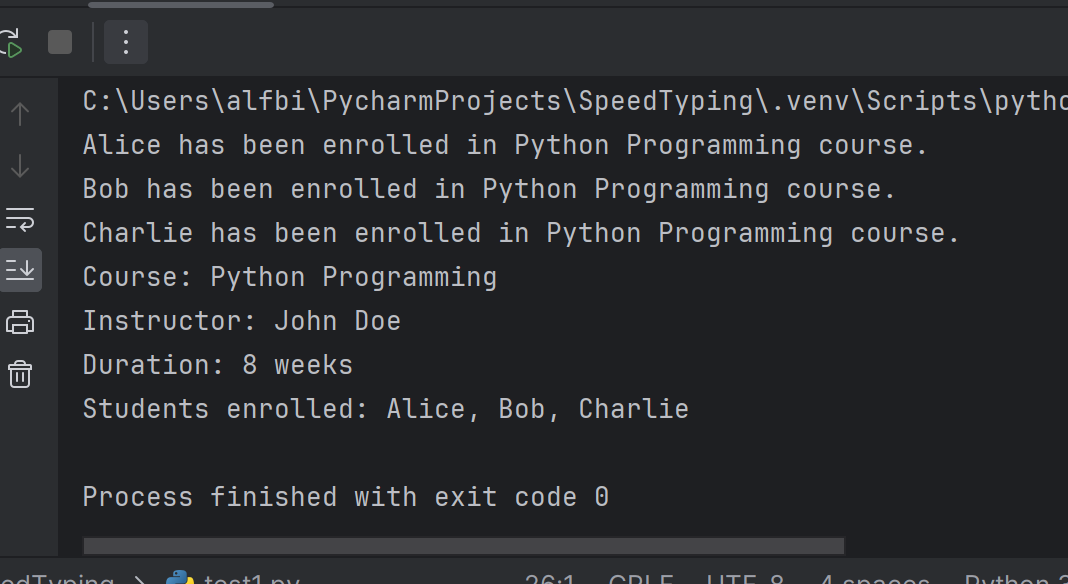 C:\Users\alfbi\PycharmProjects\SpeedTyping\.venv\Scripts\pytho
Alice has been enrolled in Python Programming course.
Bob has been enrolled in Python Programming course.
Charlie has been enrolled in Python Programming course.
Course: Python Programming
Instructor: John Doe
Duration: 8 weeks
Students enrolled: Alice, Bob, Charlie
Process finished with exit code 0
edTyping > test1.py 26:1 CRLF UTF-8 4 spaces Python 3